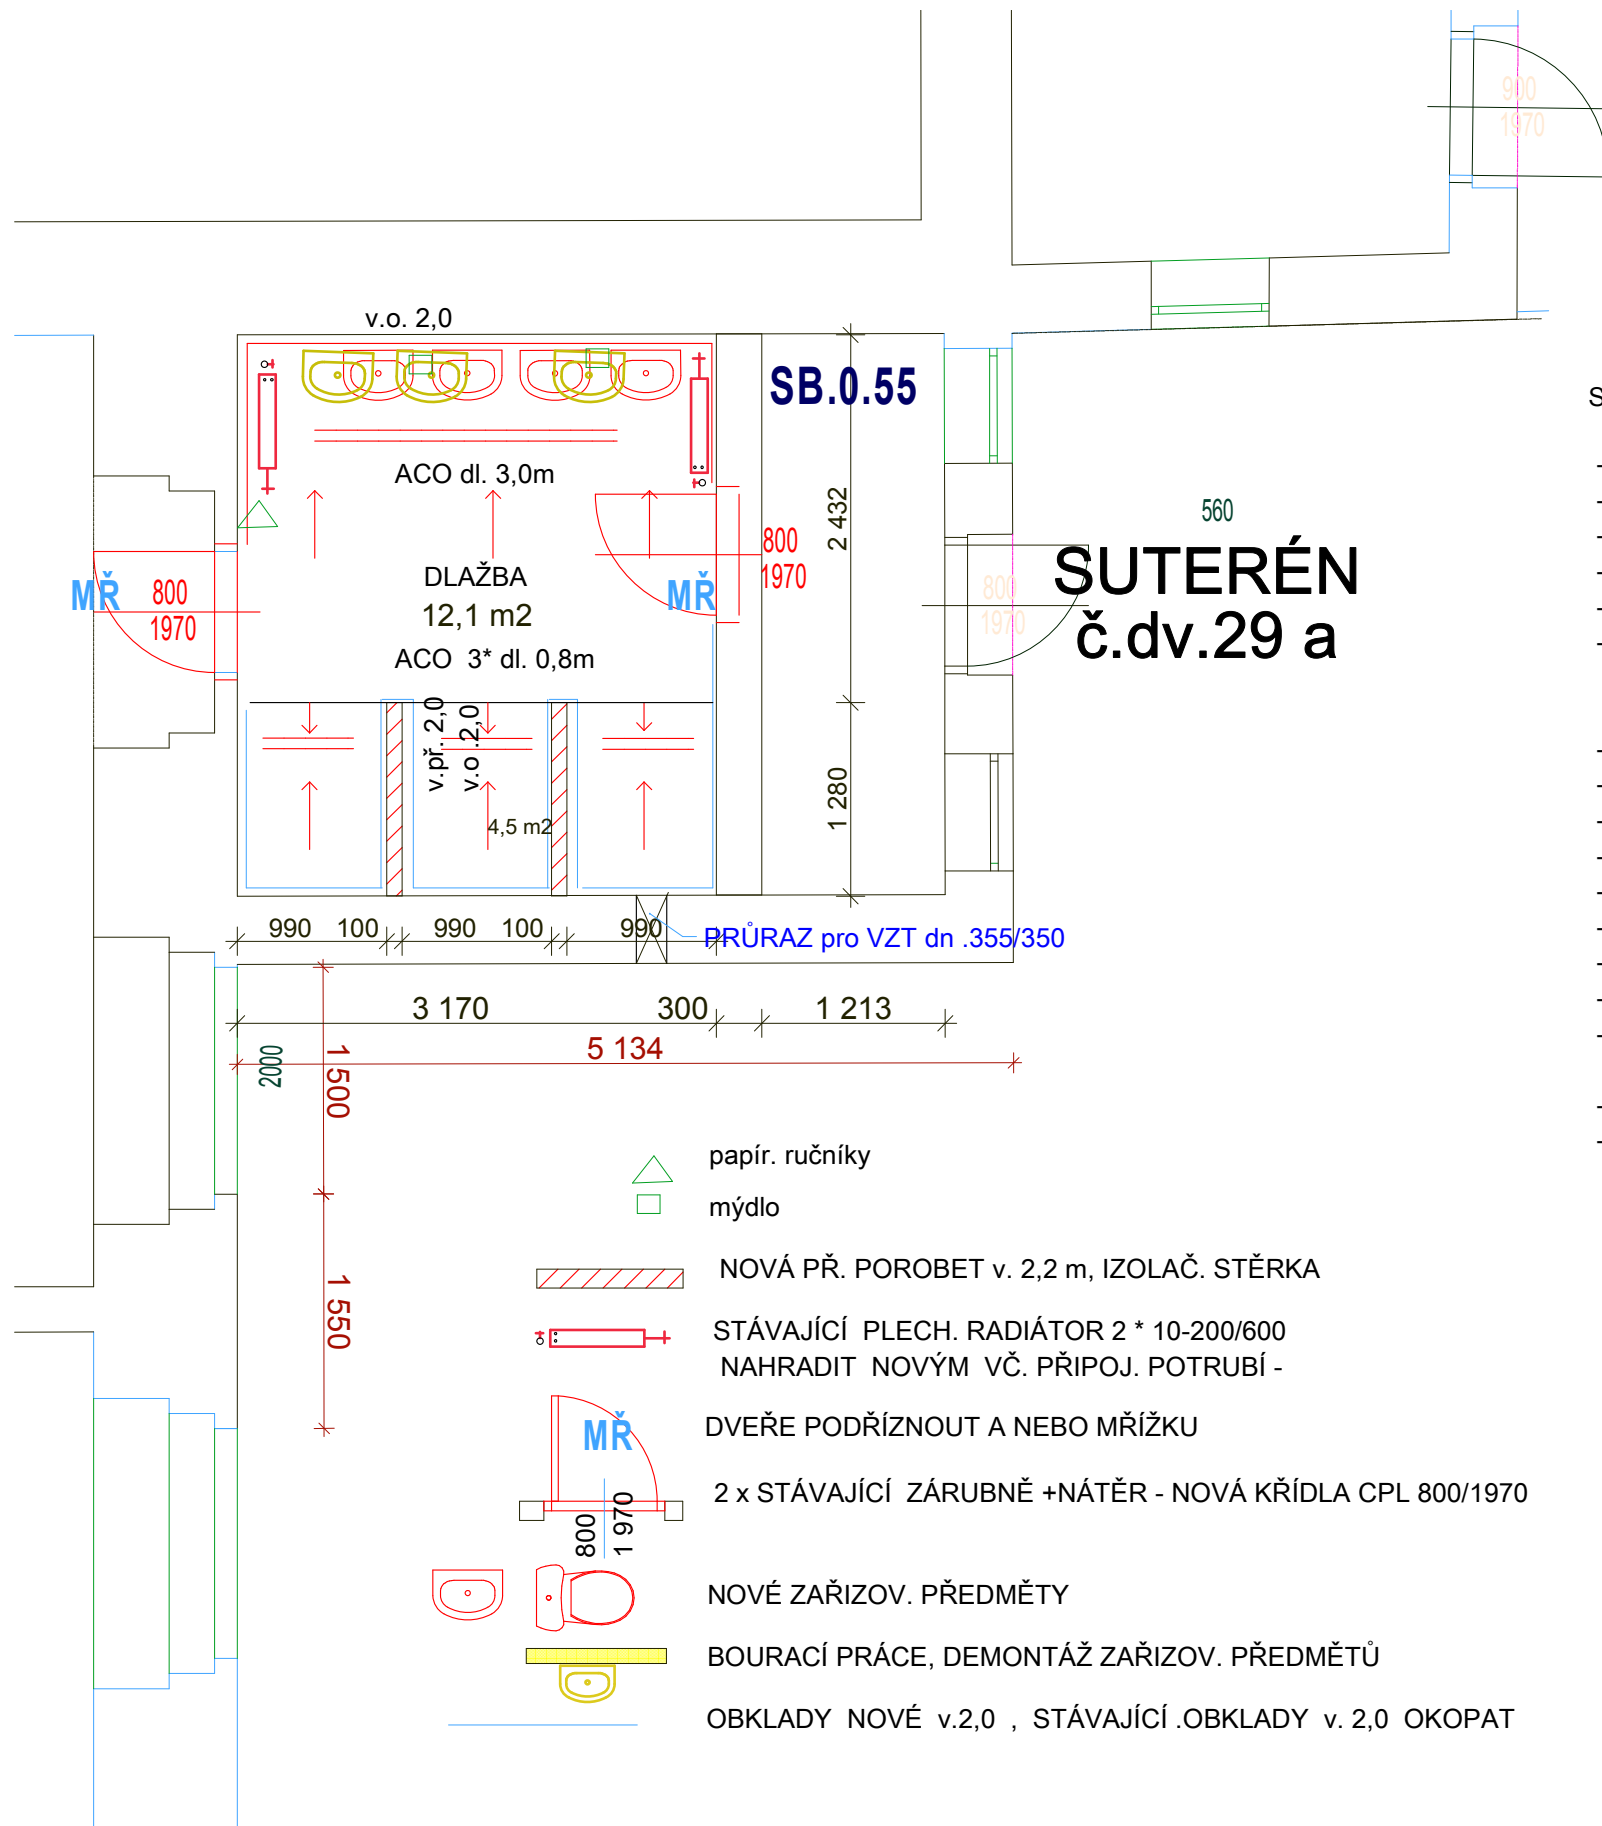 900
1970
v.o. 2,0
SB.0.55
S
ACO dl. 3,0m
2 432
560
800
1970
SUTERÉN
č.dv.29 a
DLAŽBA
12,1 m2
MŘ
800
1970
MŘ
800
1970
ACO 3* dl. 0,8m
v.př. 2,0
v.o .2,0
4,5 m2
1 280
990 100 990 100 990
PRŮRAZ pro VZT dn .355/350
3 170 300 1 213
5 134
2000
1 500
1 550
papír. ručníky
mýdlo
NOVÁ PŘ. POROBET v. 2,2 m, IZOLAČ. STĚRKA
STÁVAJÍCÍ PLECH. RADIÁTOR 2 * 10-200/600
NAHRADIT NOVÝM VČ. PŘIPOJ. POTRUBÍ -
MŘ
DVEŘE PODŘÍZNOUT A NEBO MŘÍŽKU
2 x STÁVAJÍCÍ ZÁRUBNĚ +NÁTĚR - NOVÁ KŘÍDLA CPL 800/1970
800
1 970
NOVÉ ZAŘIZOV. PŘEDMĚTY
BOURACÍ PRÁCE, DEMONTÁŽ ZAŘIZOV. PŘEDMĚTŮ
OBKLADY NOVÉ v.2,0 , STÁVAJÍCÍ .OBKLADY v. 2,0 OKOPAT